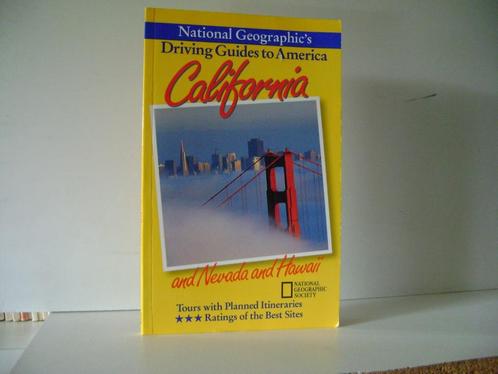 National Geographic's
Driving Guides to America
California
and Nevada and Hawaii
NATIONAL
GEOGRAPHIC
SOCIETY
Tours with Planned Itineraries
★★★ Ratings of the Best Sites